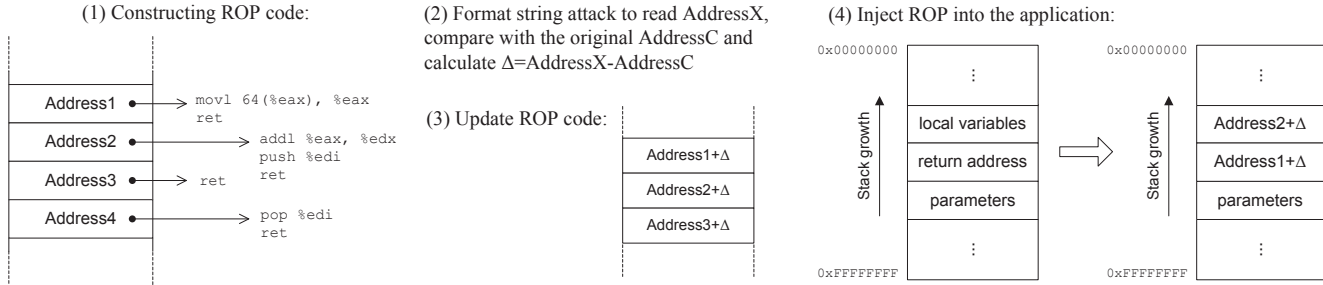 (1) Constructing ROP code:
Address1
movl 64(%eax), %eax
ret
Address2
addl %eax, %edx
push %edi
ret
Address3
ret
Address4
pop %edi
ret
(2) Format string attack to read AddressX,
compare with the original AddressC and
calculate Δ=AddressX-AddressC
(3) Update ROP code:
Address1+Δ
Address2+Δ
Address3+Δ
(4) Inject ROP into the application:
0x00000000
⋮
Stack growth
local variables
return address
parameters
⋮
0xFFFFFFFF
0x00000000
⋮
Stack growth
Address2+Δ
Address1+Δ
parameters
⋮
0xFFFFFFFF